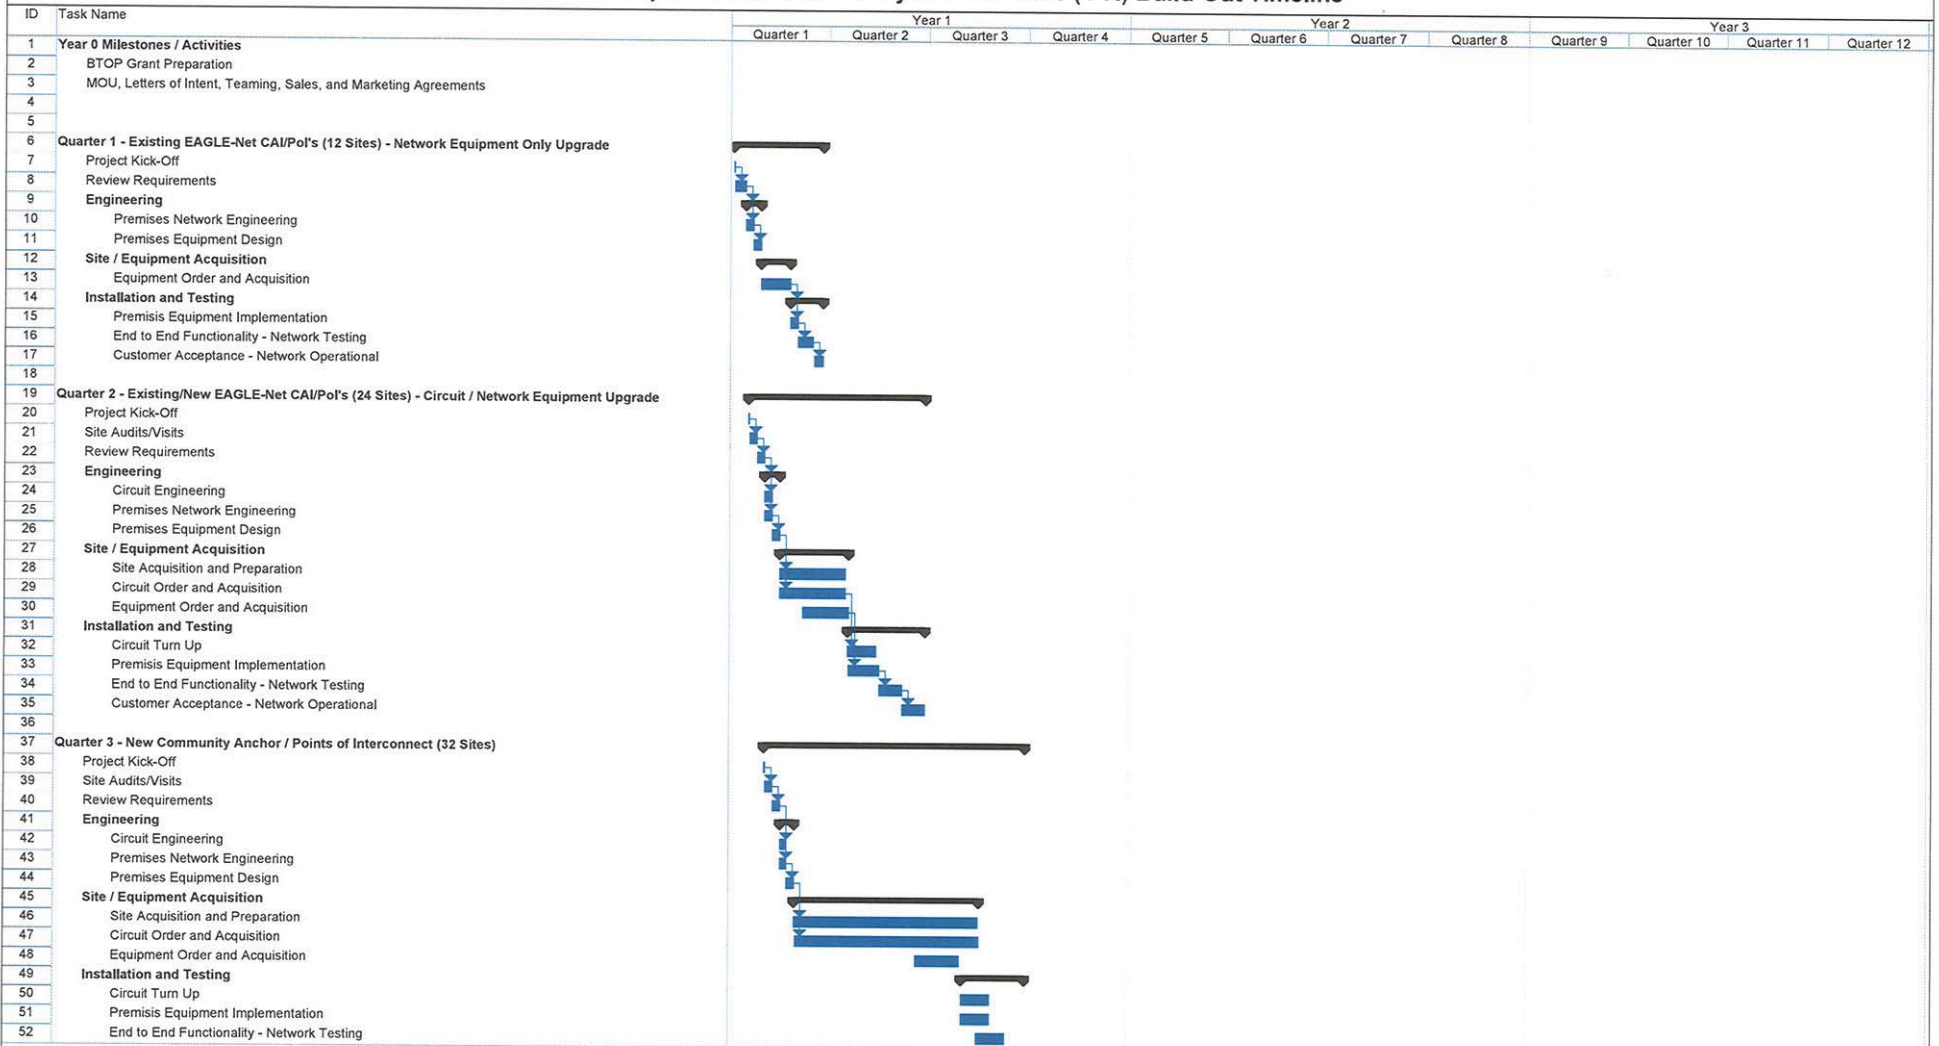 (CAI) Build-Out Timeline
ID Task Name
Year 1 Year 2 Year 3
Quarter 1 Quarter 2 Quarter 3 Quarter 4 Quarter 5 Quarter 6 Quarter 7 Quarter 8 Quarter 9 Quarter 10 Quarter 11 Quarter 12
1 Year 0 Milestones / Activities
2 BTOP Grant Preparation
3 MOU, Letters of Intent, Teaming, Sales, and Marketing Agreements
4
5
6 Quarter 1 - Existing EAGLE-Net CAI/PoI's (12 Sites) - Network Equipment Only Upgrade
7 Project Kick-Off
8 Review Requirements
9 Engineering
10 Premises Network Engineering
11 Premises Equipment Design
12 Site / Equipment Acquisition
13 Equipment Order and Acquisition
14 Installation and Testing
15 Premisis Equipment Implementation
16 End to End Functionality - Network Testing
17 Customer Acceptance - Network Operational
18
19 Quarter 2 - Existing/New EAGLE-Net CAI/PoI's (24 Sites) - Circuit / Network Equipment Upgrade
20 Project Kick-Off
21 Site Audits/Visits
22 Review Requirements
23 Engineering
24 Circuit Engineering
25 Premises Network Engineering
26 Premises Equipment Design
27 Site / Equipment Acquisition
28 Site Acquisition and Preparation
29 Circuit Order and Acquisition
30 Equipment Order and Acquisition
31 Installation and Testing
32 Circuit Turn Up
33 Premisis Equipment Implementation
34 End to End Functionality - Network Testing
35 Customer Acceptance - Network Operational
36
37 Quarter 3 - New Community Anchor / Points of Interconnect (32 Sites)
38 Project Kick-Off
39 Site Audits/Visits
40 Review Requirements
41 Engineering
42 Circuit Engineering
43 Premises Network Engineering
44 Premises Equipment Design
45 Site / Equipment Acquisition
46 Site Acquisition and Preparation
47 Circuit Order and Acquisition
48 Equipment Order and Acquisition
49 Installation and Testing
50 Circuit Turn Up
51 Premisis Equipment Implementation
52 End to End Functionality - Network Testing